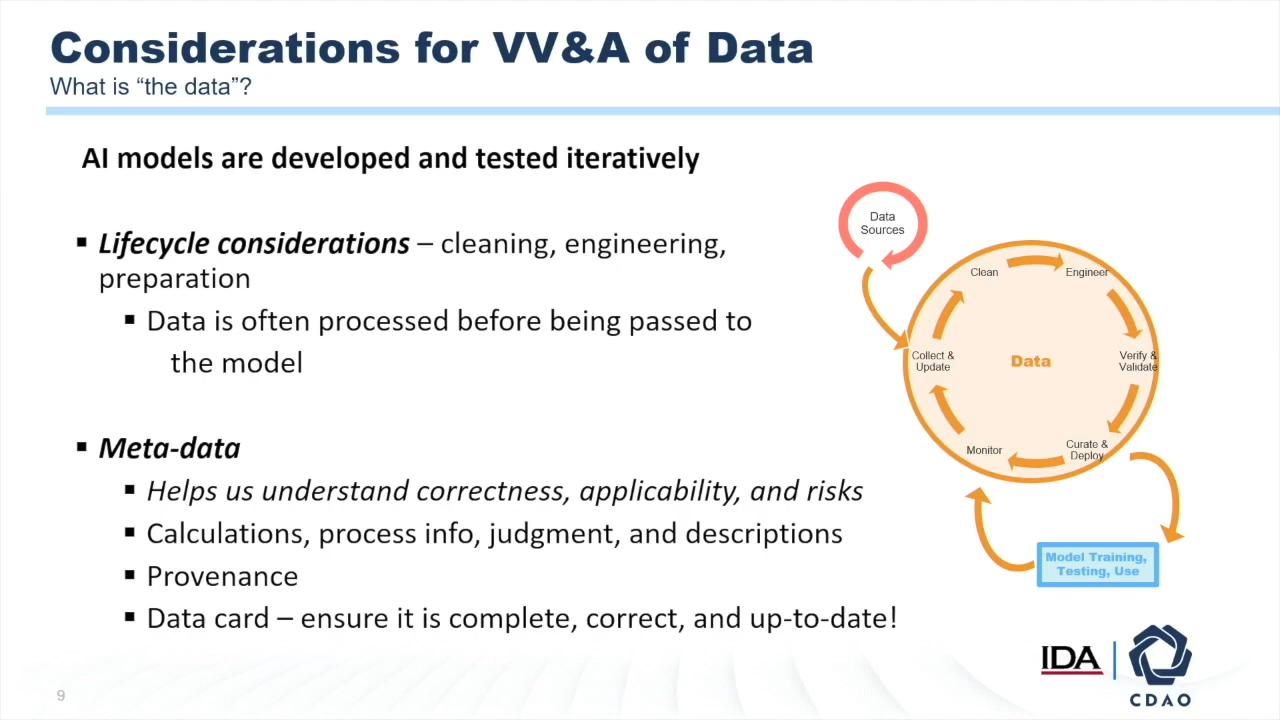 Considerations for VV&A of Data
What is “the data”?
AI models are developed and tested iteratively
▪ Lifecycle considerations – cleaning, engineering,
preparation
▪ Data is often processed before being passed to
the model
▪ Meta-data
▪ Helps us understand correctness, applicability, and risks
▪ Calculations, process info, judgment, and descriptions
▪ Provenance
▪ Data card – ensure it is complete, correct, and up-to-date!
Data
Sources
Clean
Engineer
Collect &
Update
Data
Verify &
Validate
Monitor
Curate &
Deploy
Model Training,
Testing, Use
IDA
CDAO
9